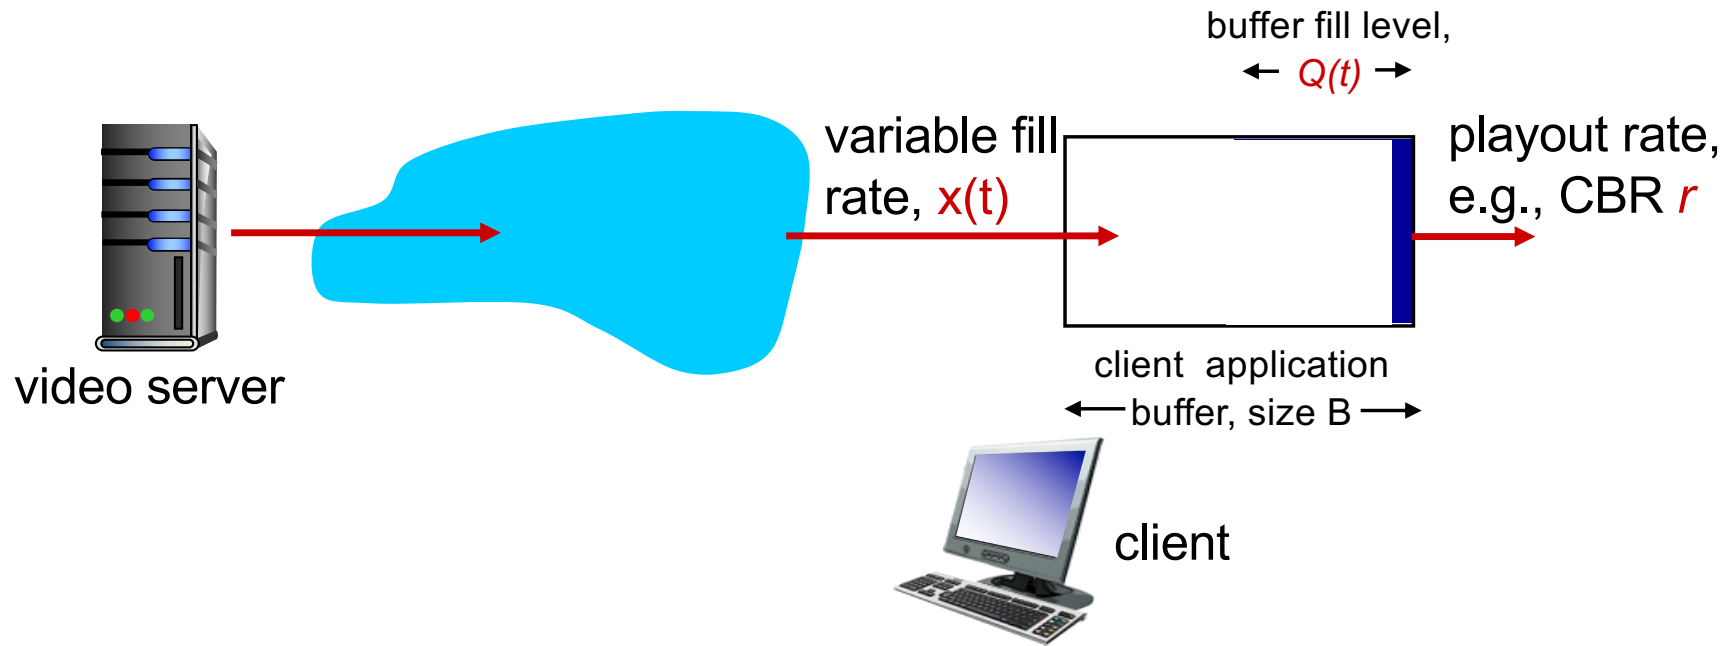 buffer fill level,
Q(t)
variable fill
rate, x(t)
playout rate,
e.g., CBR r
video server
client application
buffer, size B
client